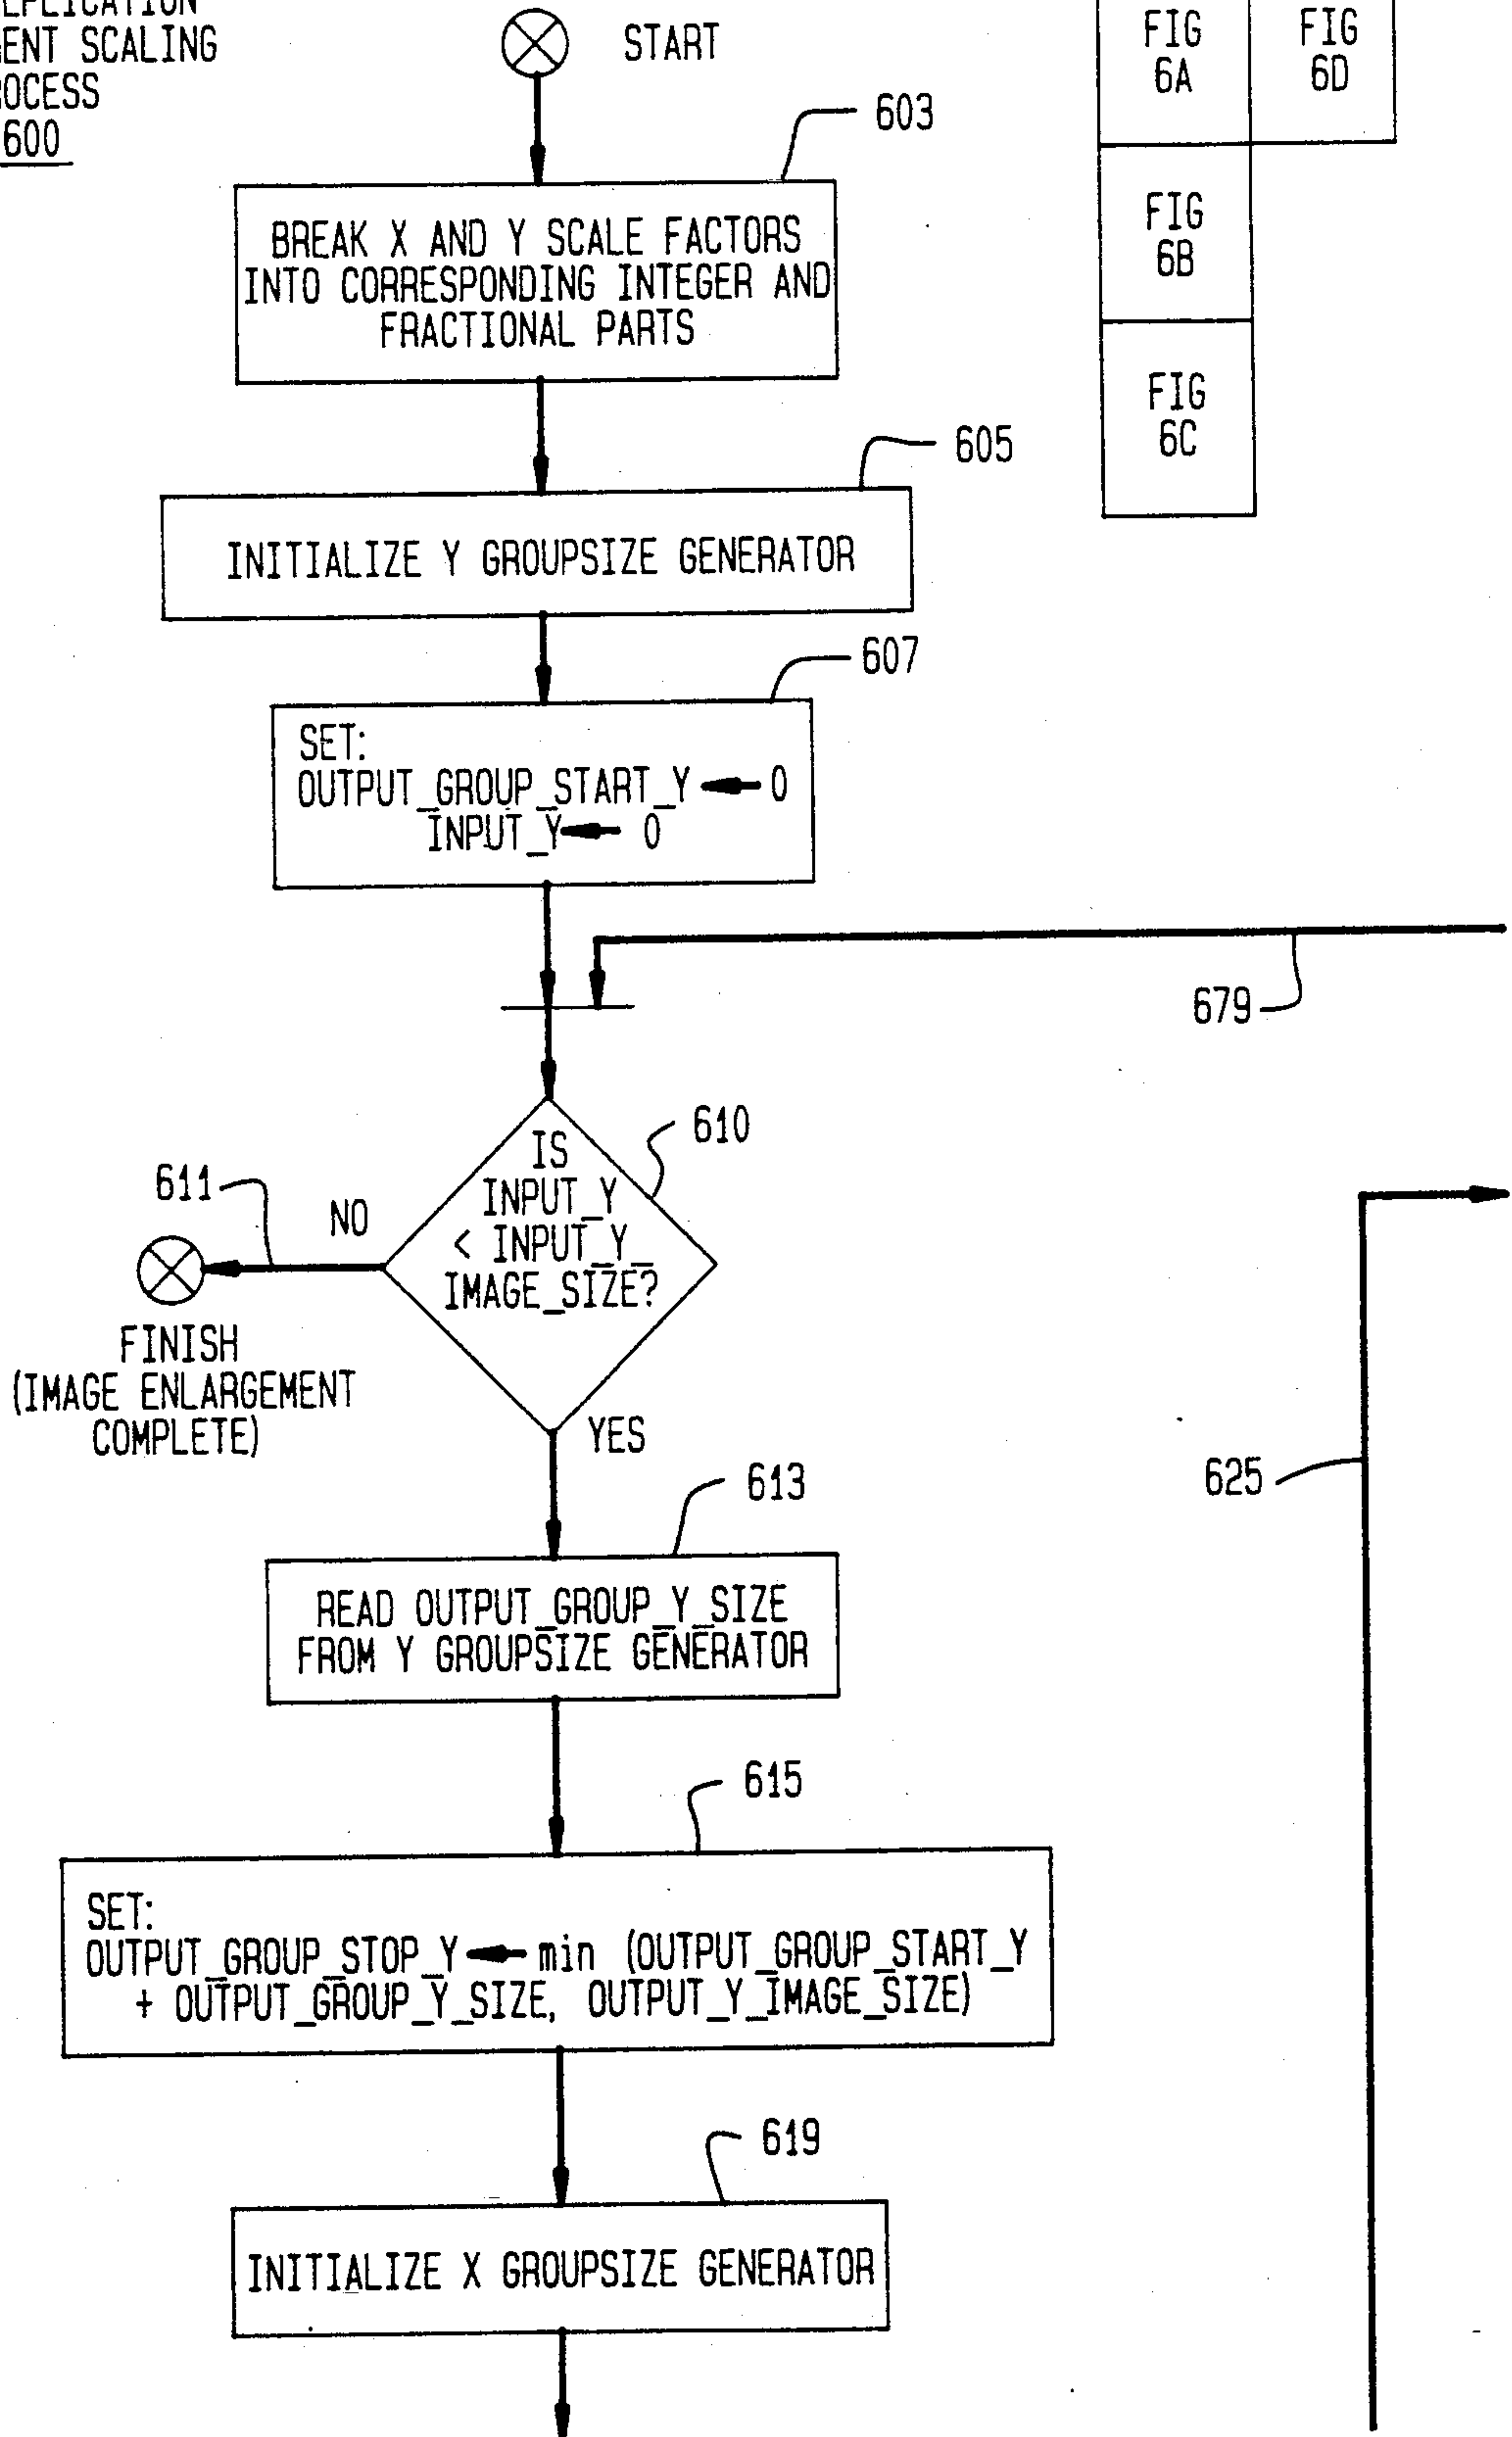 ENT SCALING
OCESS
600
START
FIG
6A
FIG
6D
FIG
6B
FIG
6C
603
BREAK X AND Y SCALE FACTORS
INTO CORRESPONDING INTEGER AND
FRACTIONAL PARTS
605
INITIALIZE Y GROUPSIZE GENERATOR
607
SET:
OUTPUT_GROUP_START_Y ← 0
INPUT_Y ← 0
679
610
IS
INPUT_Y
< INPUT_Y_
IMAGE_SIZE?
611
NO
FINISH
(IMAGE ENLARGEMENT
COMPLETE)
YES
625
613
READ OUTPUT_GROUP_Y_SIZE
FROM Y GROUPSIZE GENERATOR
615
SET:
OUTPUT_GROUP_STOP_Y ← min (OUTPUT_GROUP_START_Y
+ OUTPUT_GROUP_Y_SIZE, OUTPUT_Y_IMAGE_SIZE)
619
INITIALIZE X GROUPSIZE GENERATOR